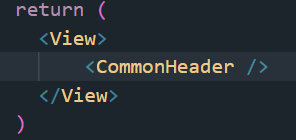 return (
<View>
<CommonHeader />
</View>
)